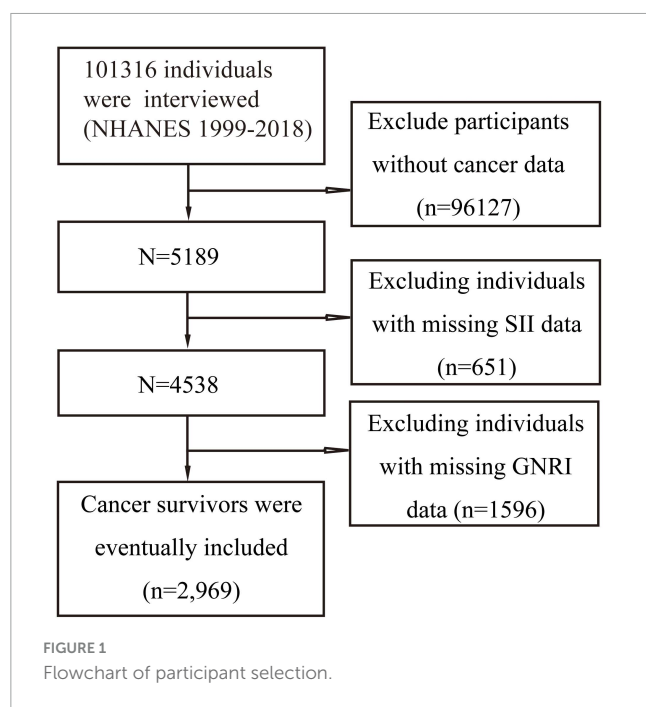 101316 individuals
were interviewed
(NHANES 1999-2018)
Exclude participants
without cancer data
(n=96127)
N=5189
Excluding individuals
with missing SII data
(n=651)
N=4538
Excluding individuals
with missing GNRI
data (n=1596)
Cancer survivors were
eventually included
(n=2,969)
FIGURE 1
Flowchart of participant selection.